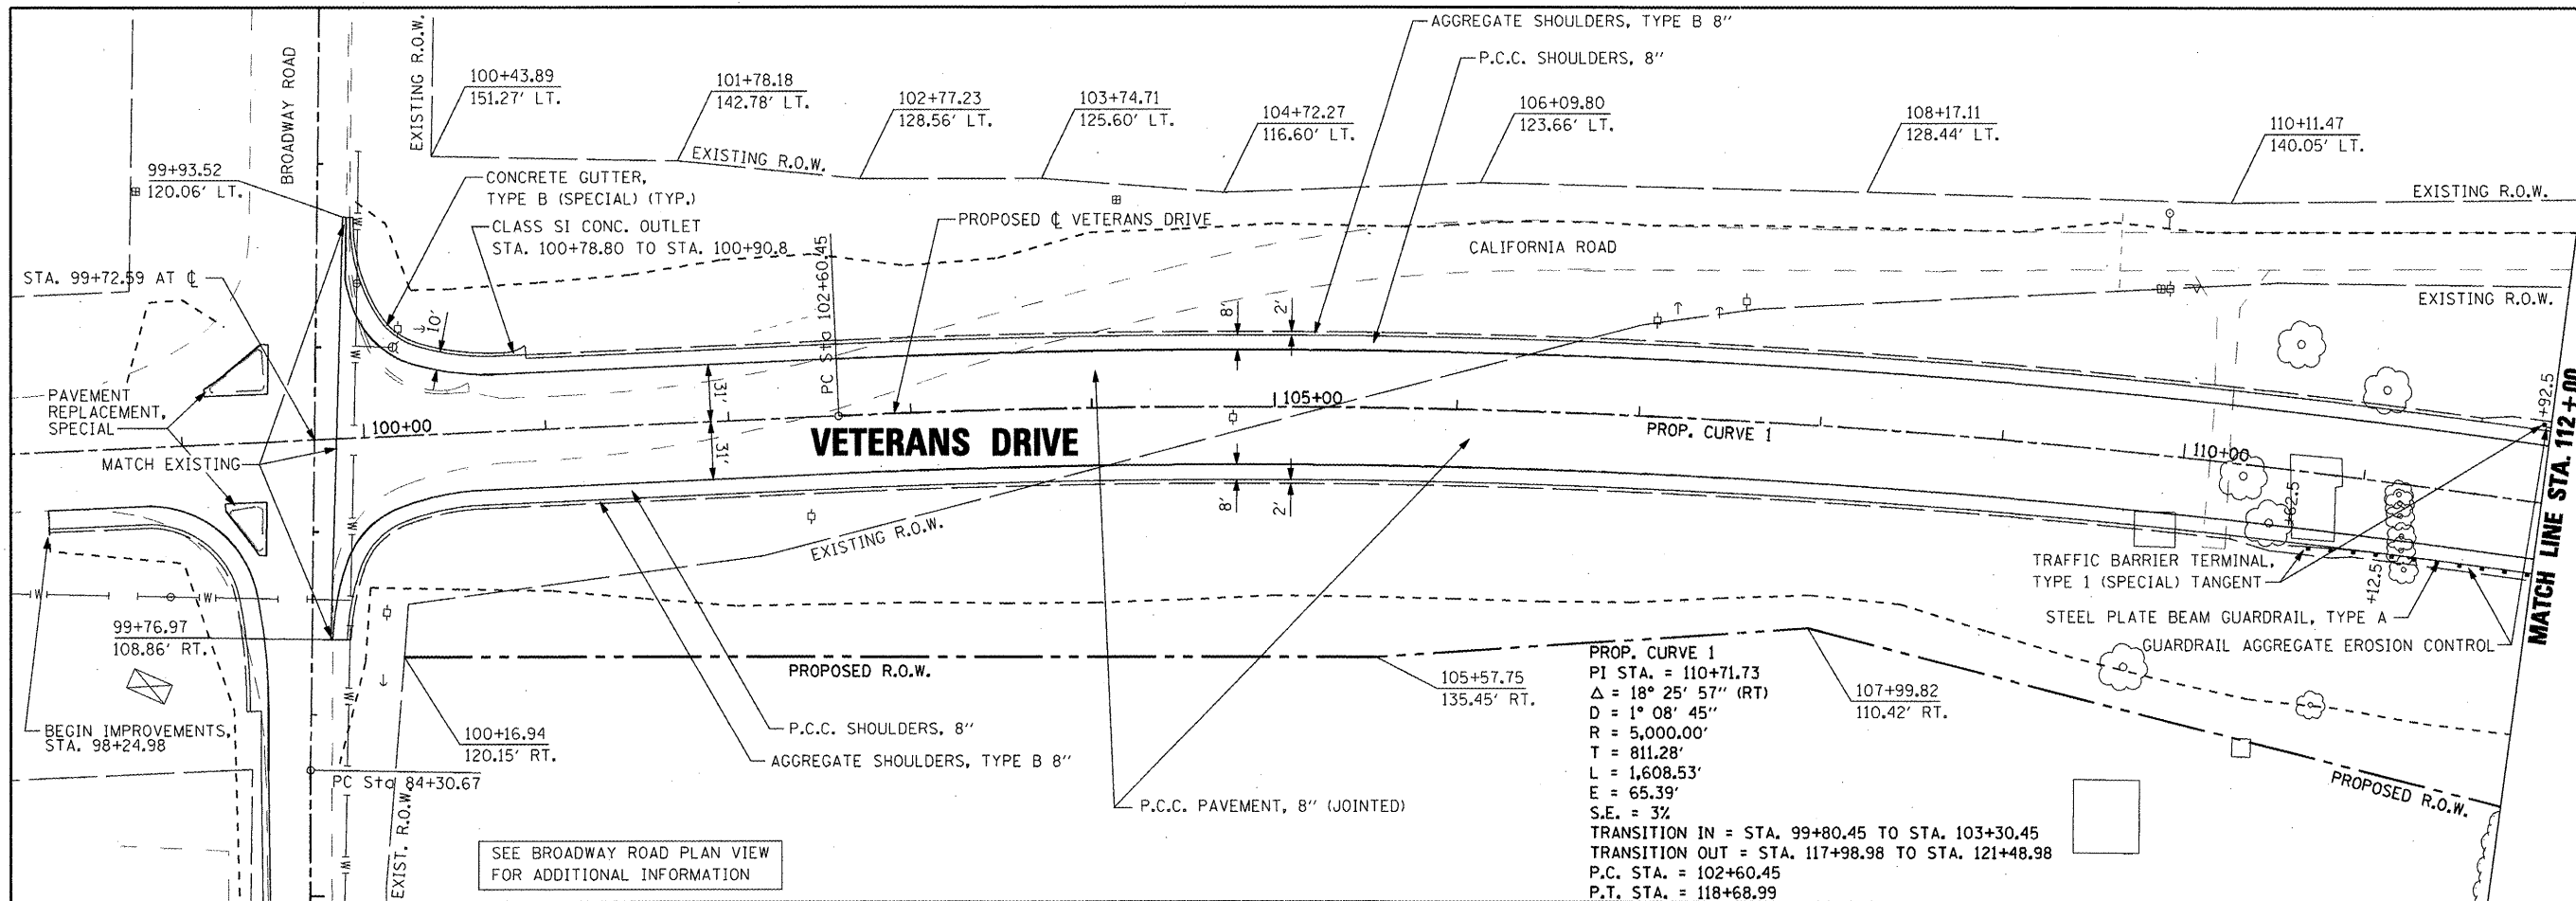 AGGREGATE SHOULDERS, TYPE B 8"
P.C.C. SHOULDERS, 8"
BROADWAY ROAD
EXISTING R.O.W.
100+43.89
151.27' LT.
101+78.18
142.78' LT.
102+77.23
128.56' LT.
103+74.71
125.60' LT.
104+72.27
116.60' LT.
106+09.80
123.66' LT.
108+17.11
128.44' LT.
110+11.47
140.05' LT.
EXISTING R.O.W.
EXISTING R.O.W.
99+93.52
120.06' LT.
CONCRETE GUTTER,
TYPE B (SPECIAL) (TYP.)
CLASS SI CONC. OUTLET
STA. 100+78.80 TO STA. 100+90.8
PROPOSED ℄ VETERANS DRIVE
CALIFORNIA ROAD
STA. 99+72.59 AT ℄
PC Sta 102+60.45
EXISTING R.O.W.
W
W
W
W
W
W
W
W
10'
8'
2'
31'
31'
PAVEMENT
REPLACEMENT,
SPECIAL
MATCH EXISTING
100+00
VETERANS DRIVE
105+00
PROP. CURVE 1
110+00
+92.5
MATCH LINE STA. 112+00
8'
2'
+62.5
+12.5
EXISTING R.O.W.
TRAFFIC BARRIER TERMINAL,
TYPE 1 (SPECIAL) TANGENT
STEEL PLATE BEAM GUARDRAIL, TYPE A
GUARDRAIL AGGREGATE EROSION CONTROL
99+76.97
108.86' RT.
BEGIN IMPROVEMENTS,
STA. 98+24.98
PROPOSED R.O.W.
100+16.94
120.15' RT.
PC Sta 84+30.67
EXIST. R.O.W.
P.C.C. SHOULDERS, 8"
AGGREGATE SHOULDERS, TYPE B 8"
P.C.C. PAVEMENT, 8" (JOINTED)
105+57.75
135.45' RT.
107+99.82
110.42' RT.
PROPOSED R.O.W.
PROP. CURVE 1
PI STA. = 110+71.73
Δ = 18° 25' 57" (RT)
D = 1° 08' 45"
R = 5,000.00'
T = 811.28'
L = 1,608.53'
E = 65.39'
S.E. = 3%
TRANSITION IN = STA. 99+80.45 TO STA. 103+30.45
TRANSITION OUT = STA. 117+98.98 TO STA. 121+48.98
P.C. STA. = 102+60.45
P.T. STA. = 118+68.99
SEE BROADWAY ROAD PLAN VIEW
FOR ADDITIONAL INFORMATION